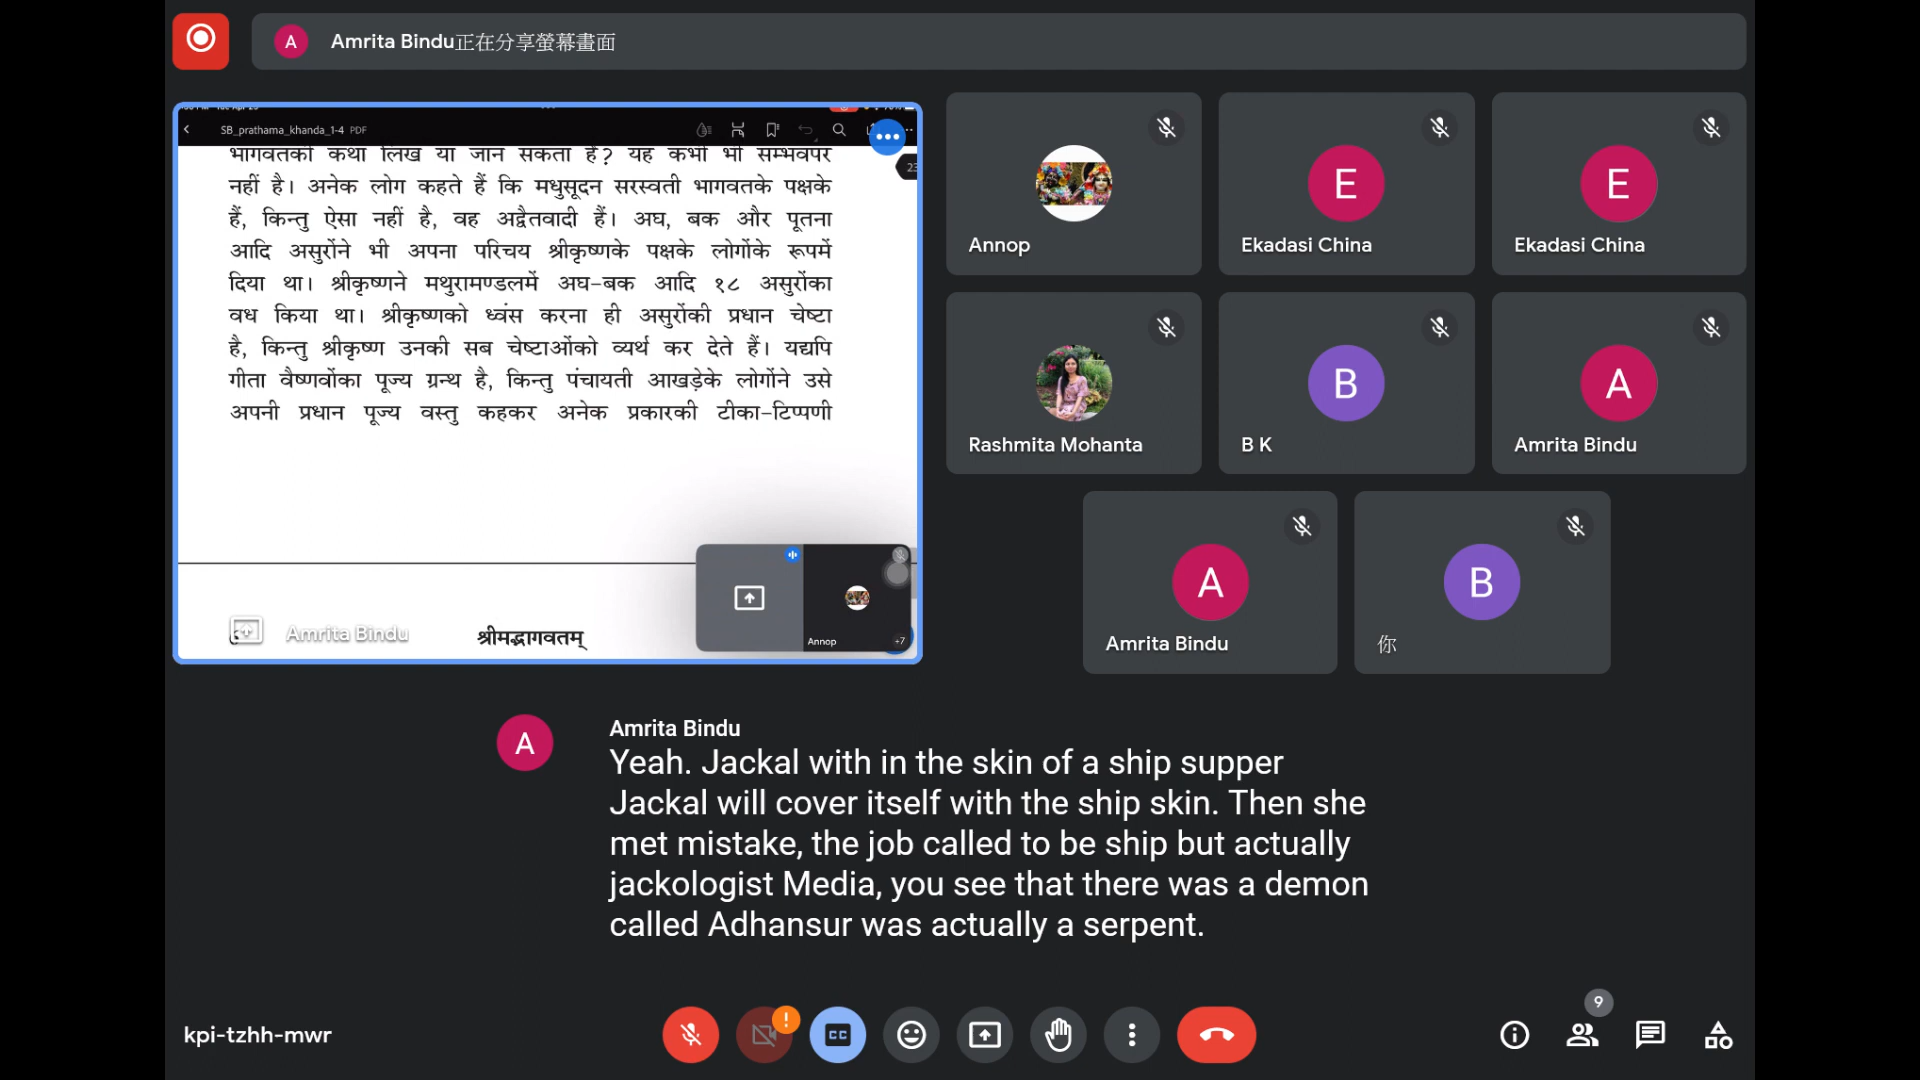 A Amrita Bindu正在分享螢幕畫面
SB_prathama_khanda_1-4 PDF
23
भागवतकी कथा लिख या जान सकता है? यह कभी भी सम्भवपर
नहीं है। अनेक लोग कहते हैं कि मधुसूदन सरस्वती भागवतके पक्षके
हैं, किन्तु ऐसा नहीं है, वह अद्वैतवादी हैं। अघ, बक और पूतना
आदि असुरोंने भी अपना परिचय श्रीकृष्णके पक्षके लोगोंके रूपमें
दिया था। श्रीकृष्णने मथुरामण्डलमें अघ-बक आदि १८ असुरोंका
वध किया था। श्रीकृष्णको ध्वंस करना ही असुरोंकी प्रधान चेष्टा
है, किन्तु श्रीकृष्ण उनकी सब चेष्टाओंको व्यर्थ कर देते हैं। यद्यपि
गीता वैष्णवोंका पूज्य ग्रन्थ है, किन्तु पंचायती आखड़ेके लोगोंने उसे
अपनी प्रधान पूज्य वस्तु कहकर अनेक प्रकारकी टीका-टिप्पणी
Amrita Bindu
श्रीमद्भागवतम्
Annop
+7
Annop
E
Ekadasi China
E
Ekadasi China
Rashmita Mohanta
B
B K
A
Amrita Bindu
A
Amrita Bindu
B
你
A
Amrita Bindu
Yeah. Jackal with in the skin of a ship supper
Jackal will cover itself with the ship skin. Then she
met mistake, the job called to be ship but actually
jackologist Media, you see that there was a demon
called Adhansur was actually a serpent.
kpi-tzhh-mwr
!
CC
9